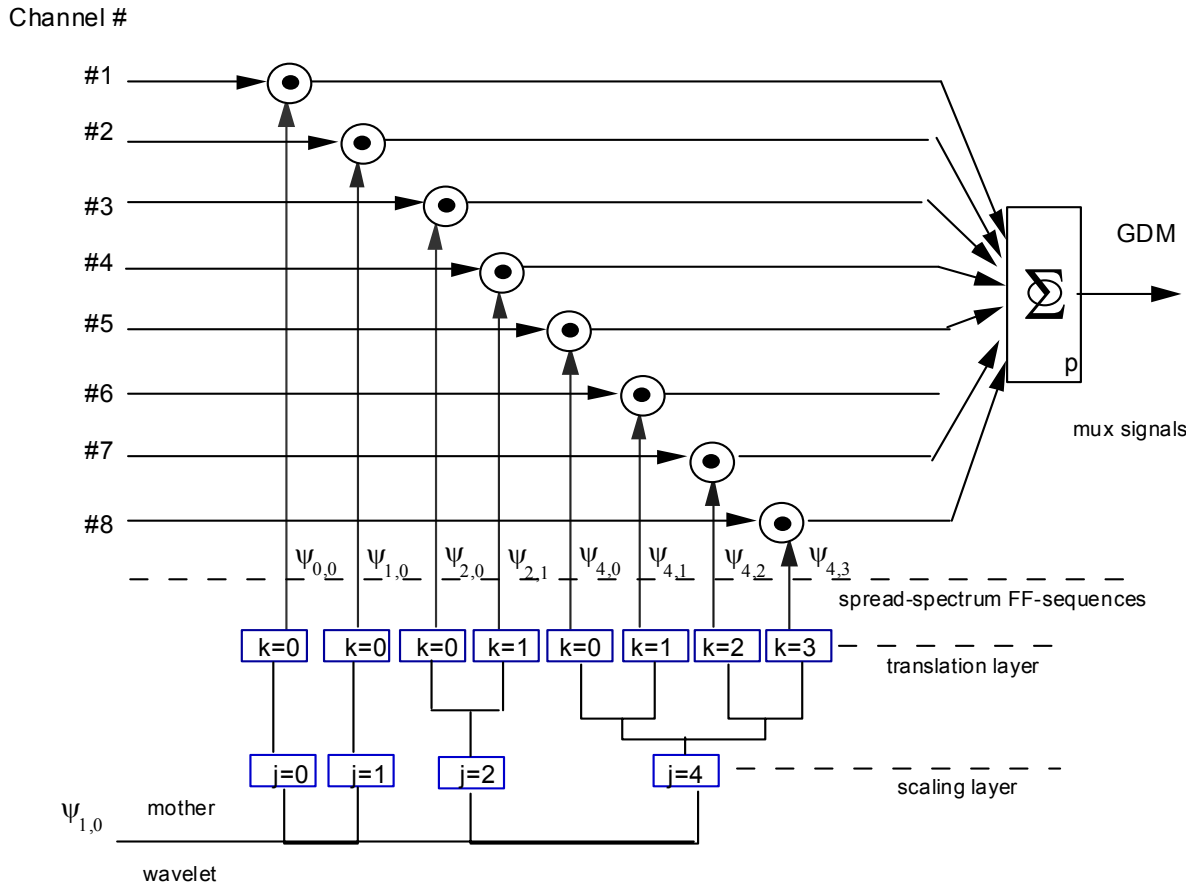 Channel #
#1
#2
#3
#4
#5
#6
#7
#8
Σ
p
GDM
mux signals
ψ0,0 ψ1,0 ψ2,0 ψ2,1 ψ4,0 ψ4,1 ψ4,2 ψ4,3
spread-spectrum FF-sequences
k=0 k=0 k=0 k=1 k=0 k=1 k=2 k=3
translation layer
j=0 j=1 j=2 j=4
scaling layer
ψ1,0 mother
wavelet